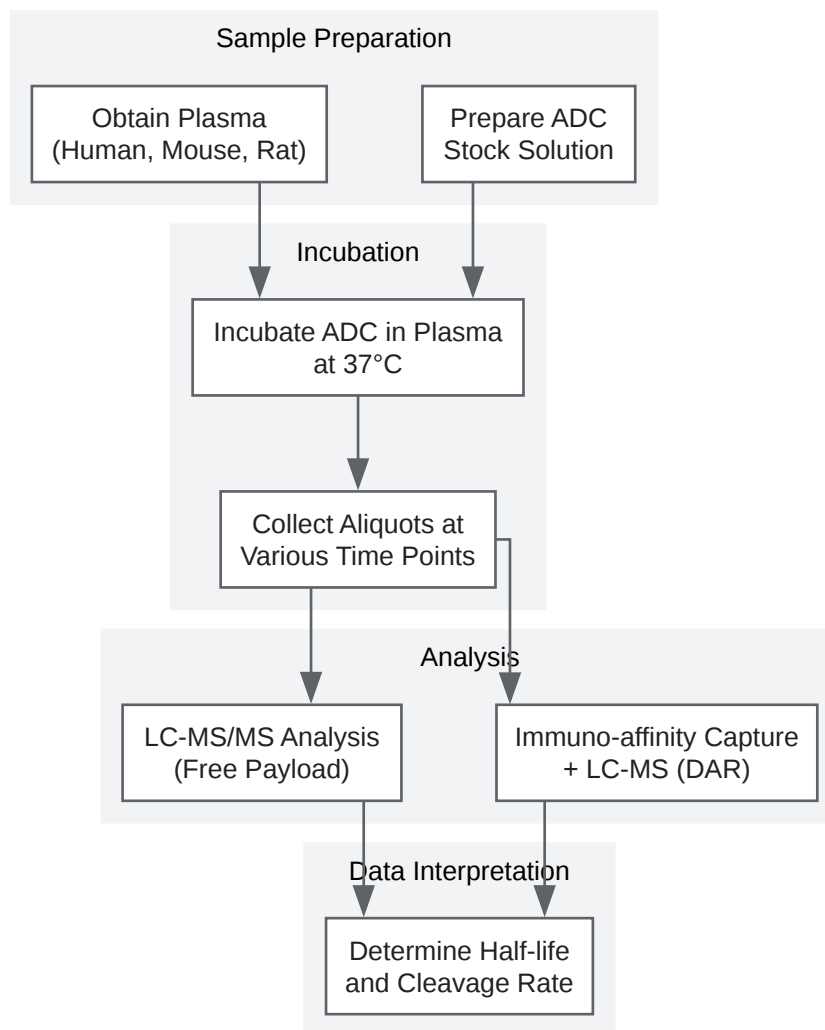 Sample Preparation
Obtain Plasma
(Human, Mouse, Rat)
Prepare ADC
Stock Solution
Incubation
Incubate ADC in Plasma
at 37°C
Collect Aliquots at
Various Time Points
Analysis
LC-MS/MS Analysis
(Free Payload)
Immuno-affinity Capture
+ LC-MS (DAR)
Data Interpretation
Determine Half-life
and Cleavage Rate